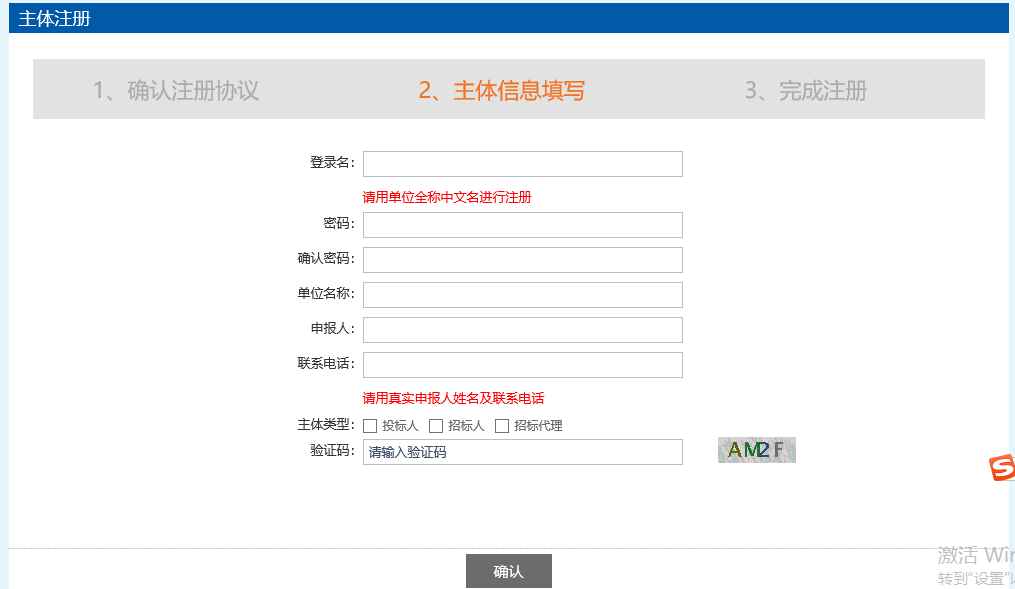 主体注册
1、确认注册协议 2、主体信息填写 3、完成注册
登录名:
请用单位全称中文名进行注册
密码:
确认密码:
单位名称:
申报人:
联系电话:
请用真实申报人姓名及联系电话
主体类型: 投标人 招标人 招标代理
验证码: 请输入验证码 AM2F
激活 Win
转到"设置"以
确认